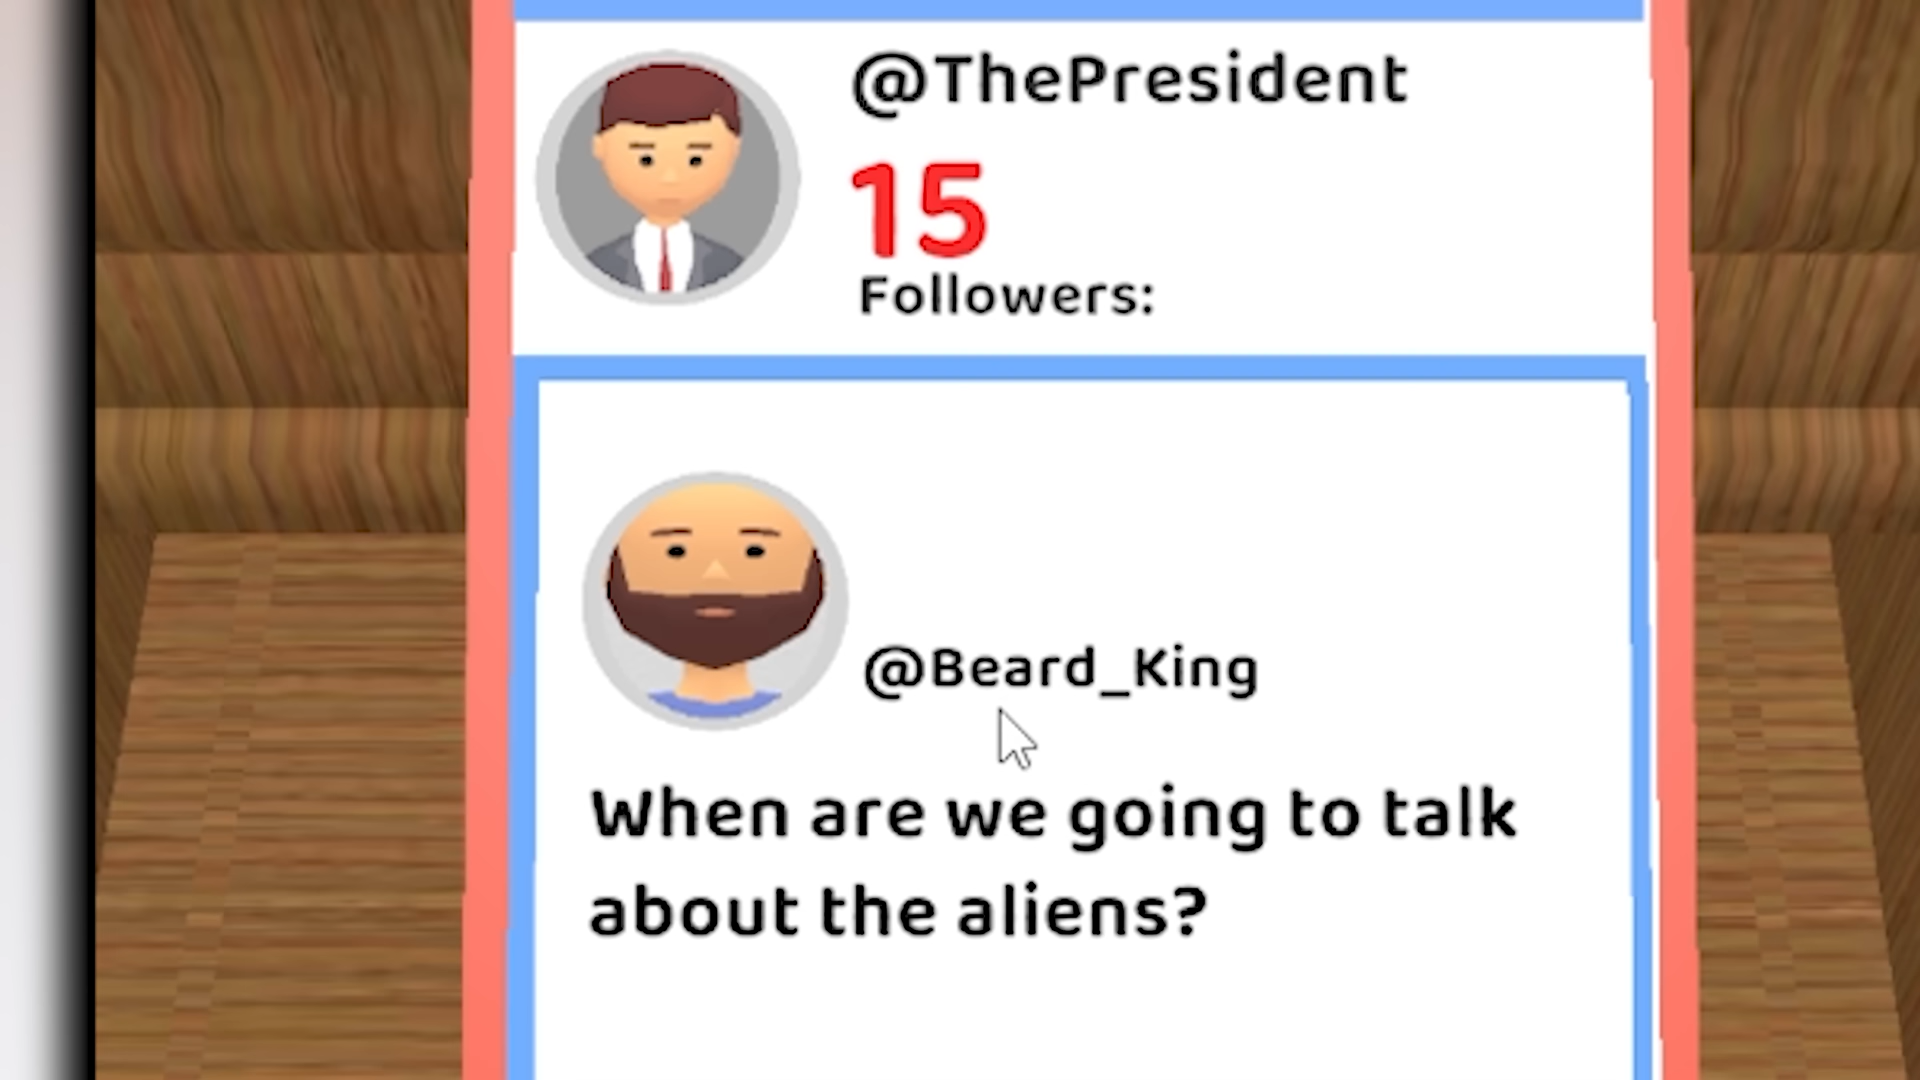 @ThePresident
15
Followers:
@Beard_King
When are we going to talk
about the aliens?